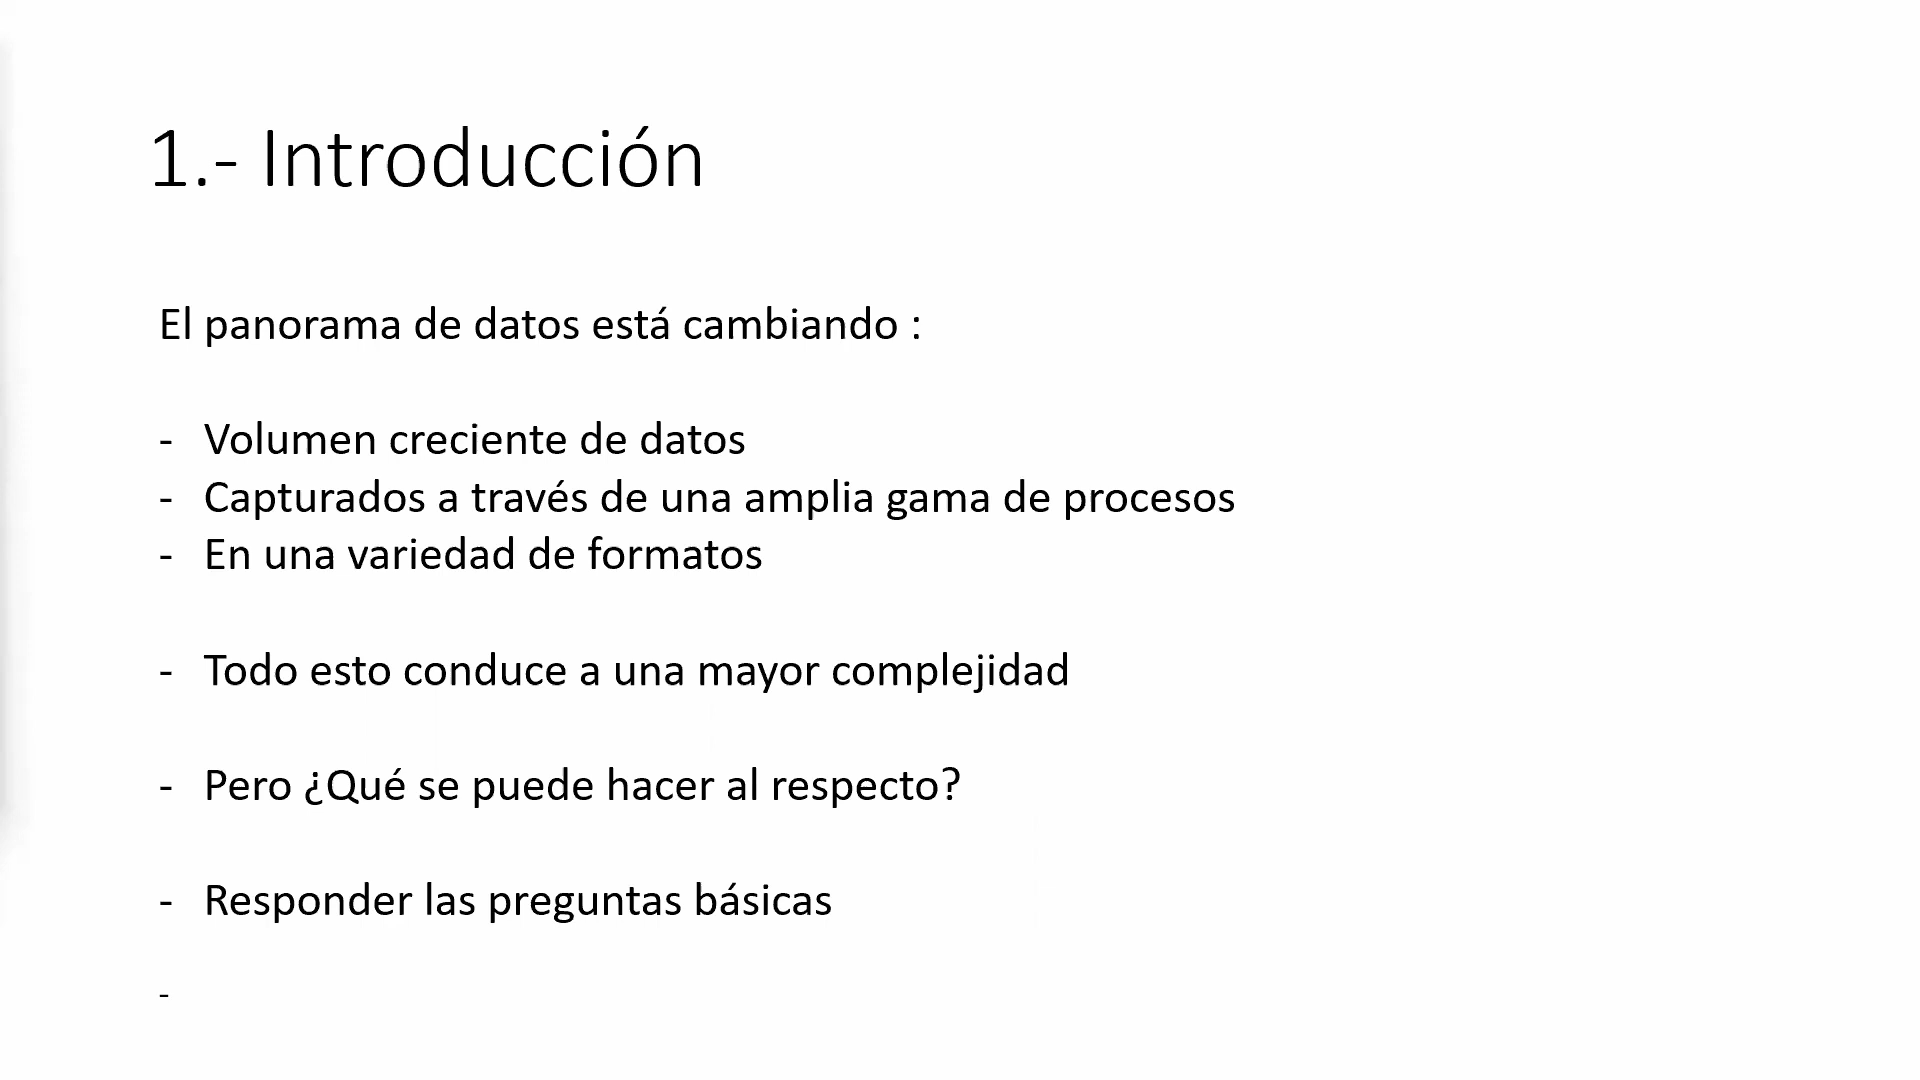 1.- Introducción
El panorama de datos está cambiando :
- Volumen creciente de datos
- Capturados a través de una amplia gama de procesos
- En una variedad de formatos
- Todo esto conduce a una mayor complejidad
- Pero ¿Qué se puede hacer al respecto?
- Responder las preguntas básicas
-